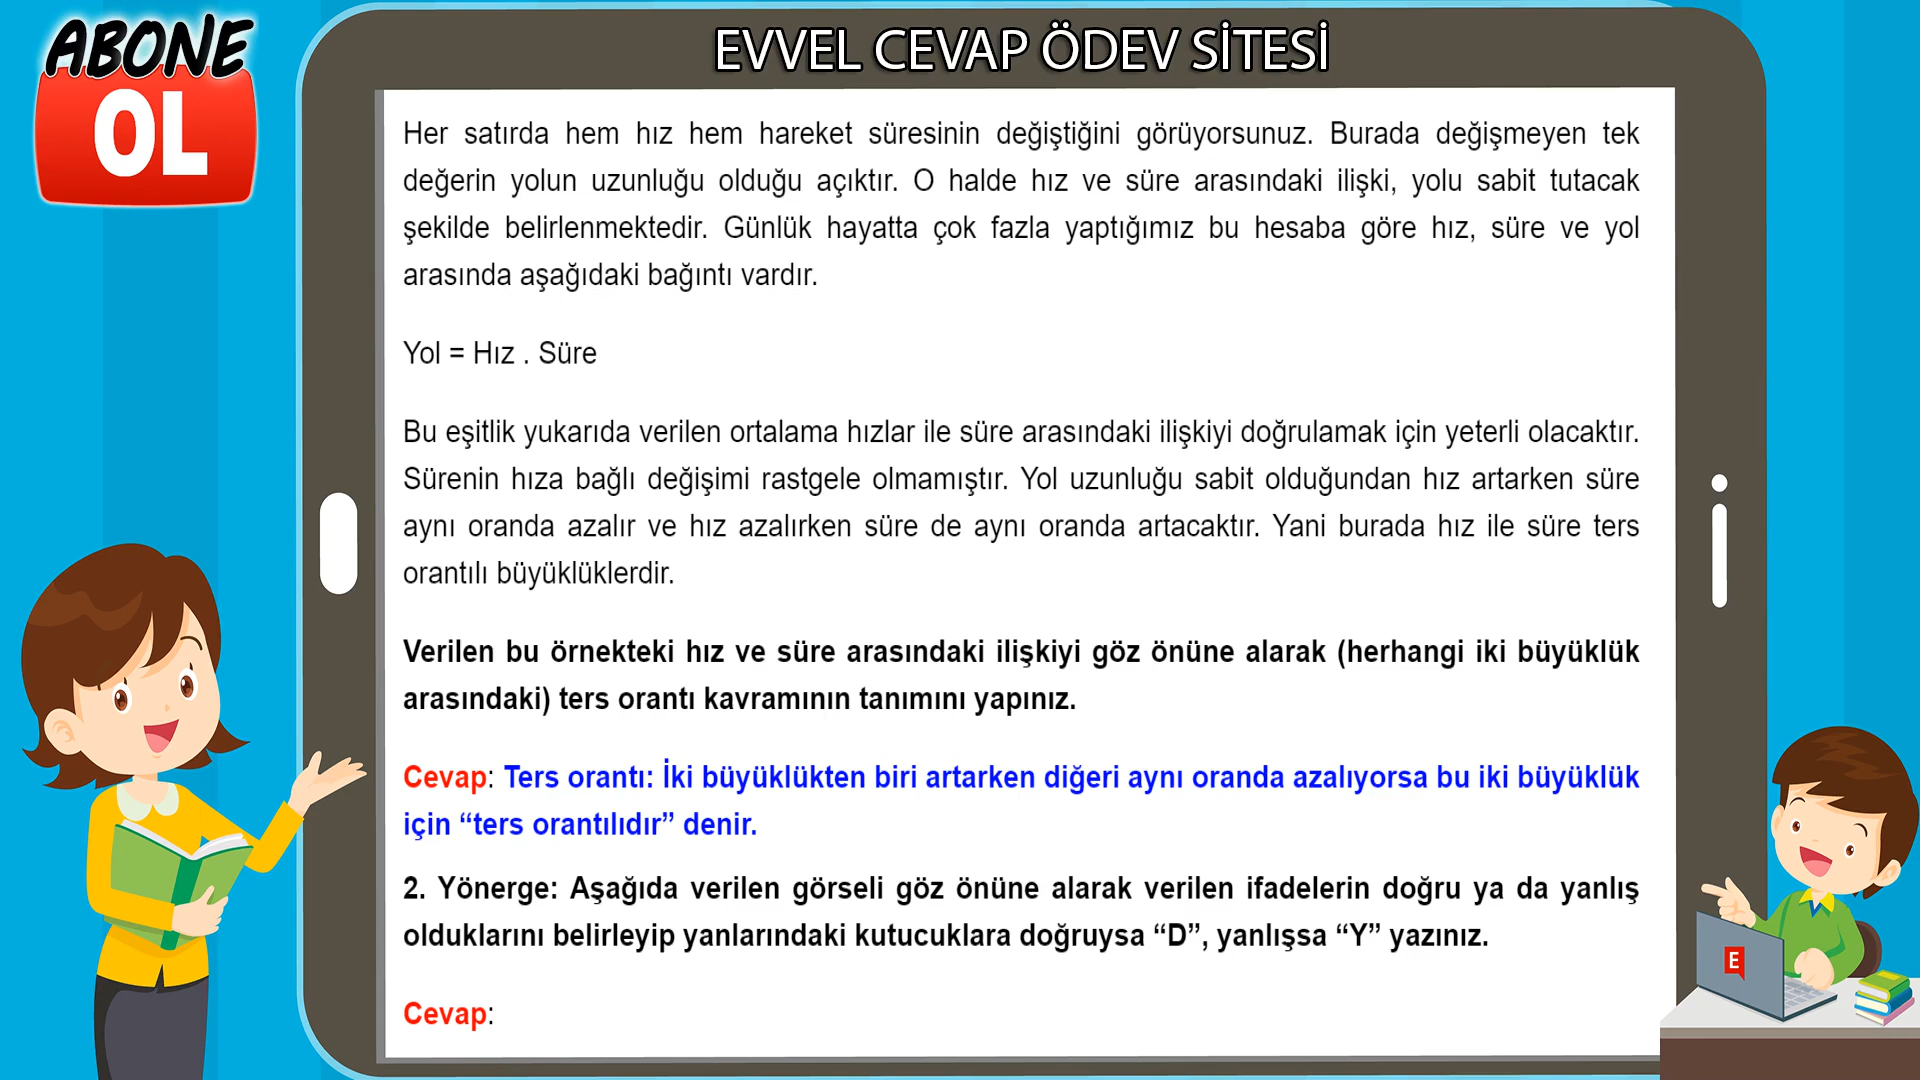 ABONE
OL
EVVEL CEVAP ÖDEV SİTESİ
Her satırda hem hız hem hareket süresinin değiştiğini görüyorsunuz. Burada değişmeyen tek
değerin yolun uzunluğu olduğu açıktır. O halde hız ve süre arasındaki ilişki, yolu sabit tutacak
şekilde belirlenmektedir. Günlük hayatta çok fazla yaptığımız bu hesaba göre hız, süre ve yol
arasında aşağıdaki bağıntı vardır.
Yol = Hız . Süre
Bu eşitlik yukarıda verilen ortalama hızlar ile süre arasındaki ilişkiyi doğrulamak için yeterli olacaktır.
Sürenin hıza bağlı değişimi rastgele olmamıştır. Yol uzunluğu sabit olduğundan hız artarken süre
aynı oranda azalır ve hız azalırken süre de aynı oranda artacaktır. Yani burada hız ile süre ters
orantılı büyüklüklerdir.
Verilen bu örnekteki hız ve süre arasındaki ilişkiyi göz önüne alarak (herhangi iki büyüklük
arasındaki) ters orantı kavramının tanımını yapınız.
Cevap: Ters orantı: İki büyüklükten biri artarken diğeri aynı oranda azalıyorsa bu iki büyüklük
için “ters orantılıdır” denir.
2. Yönerge: Aşağıda verilen görseli göz önüne alarak verilen ifadelerin doğru ya da yanlış
olduklarını belirleyip yanlarındaki kutucuklara doğruysa “D”, yanlışsa “Y” yazınız.
Cevap:
E